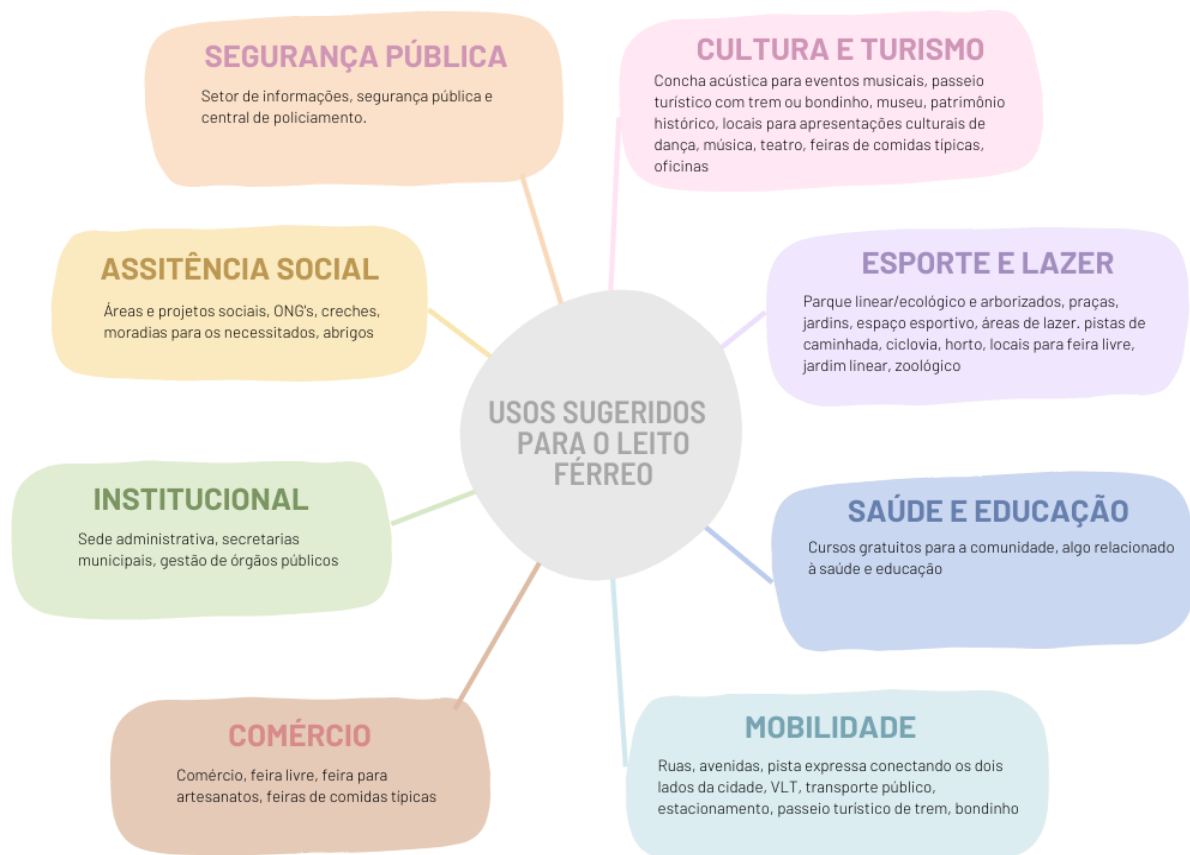 SEGURANÇA PÚBLICA
Setor de informações, segurança pública e
central de policiamento.
CULTURA E TURISMO
Concha acústica para eventos musicais, passeio
turístico com trem ou bondinho, museu, patrimônio
histórico, locais para apresentações culturais de
dança, música, teatro, feiras de comidas típicas,
oficinas
ASSITÊNCIA SOCIAL
Áreas e projetos sociais, ONG's, creches,
moradias para os necessitados, abrigos
ESPORTE E LAZER
Parque linear/ecológico e arborizados, praças,
jardins, espaço esportivo, áreas de lazer. pistas de
caminhada, ciclovia, horto, locais para feira livre,
jardim linear, zoológico
USOS SUGERIDOS
PARA O LEITO
FÉRREO
INSTITUCIONAL
Sede administrativa, secretarias
municipais, gestão de órgãos públicos
SAÚDE E EDUCAÇÃO
Cursos gratuitos para a comunidade, algo relacionado
à saúde e educação
COMÉRCIO
Comércio, feira livre, feira para
artesanatos, feiras de comidas típicas
MOBILIDADE
Ruas, avenidas, pista expressa conectando os dois
lados da cidade, VLT, transporte público,
estacionamento, passeio turístico de trem, bondinho